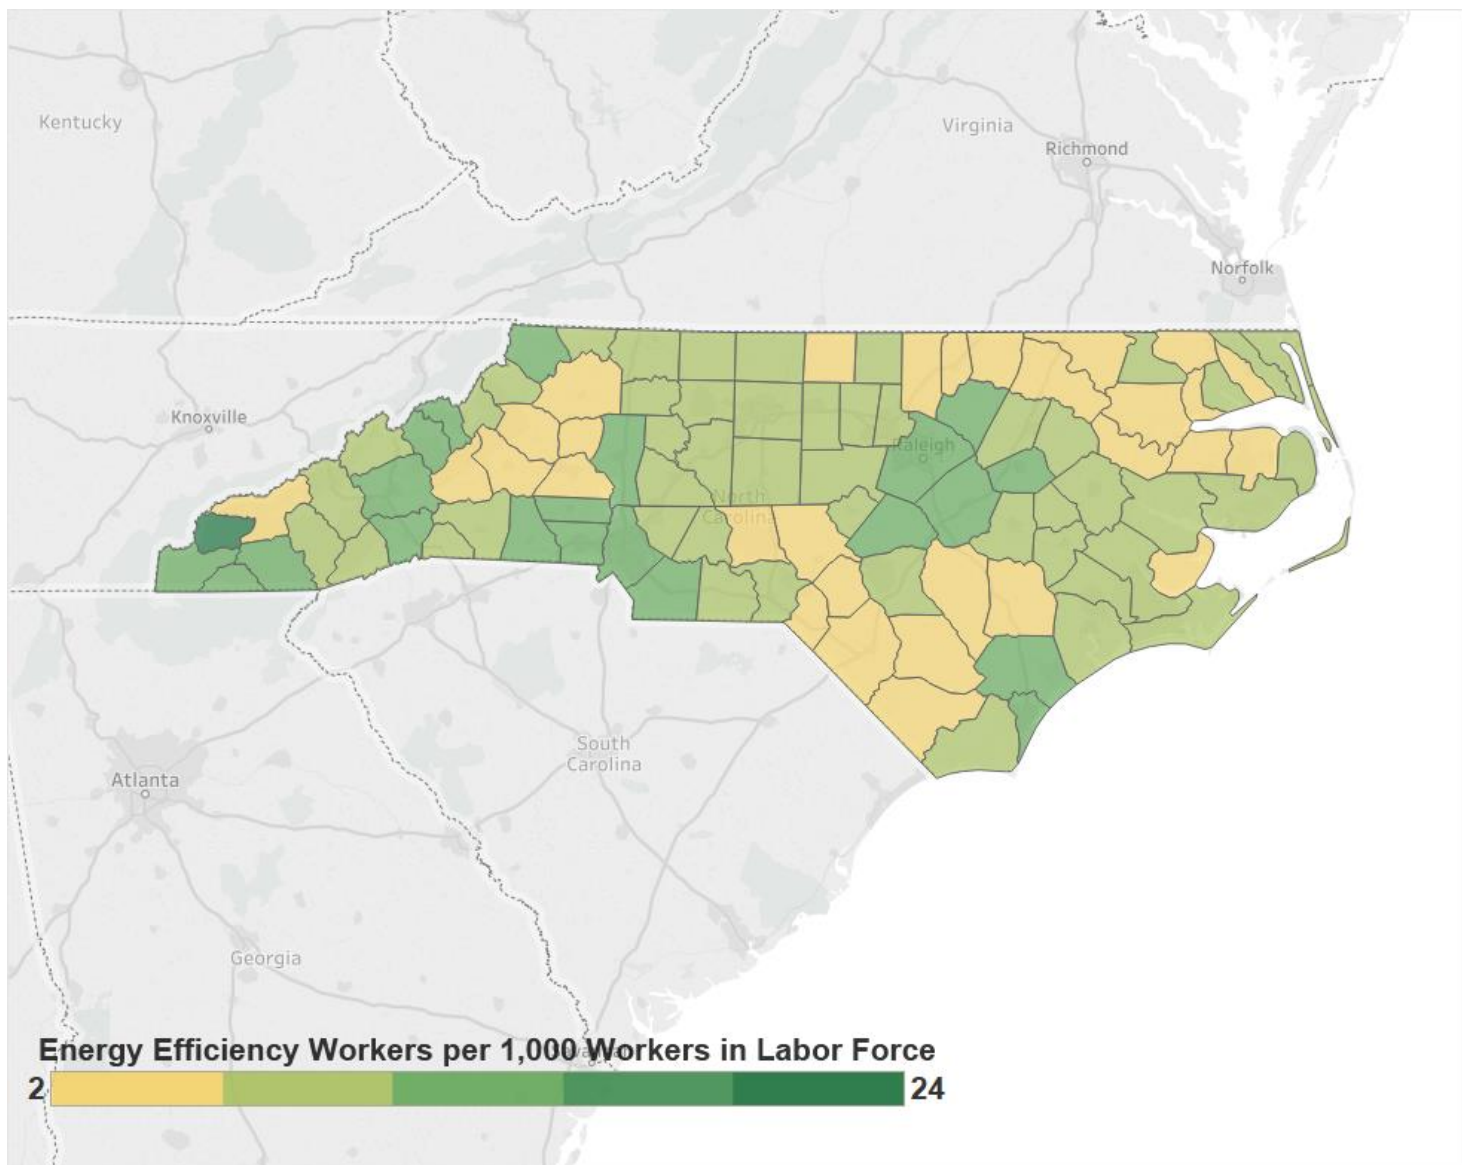 Kentucky
Virginia
Richmond
Norfolk
Knoxville
Raleigh
North
Carolina
South
Carolina
Atlanta
Georgia
Energy Efficiency Workers per 1,000 Workers in Labor Force
2
24